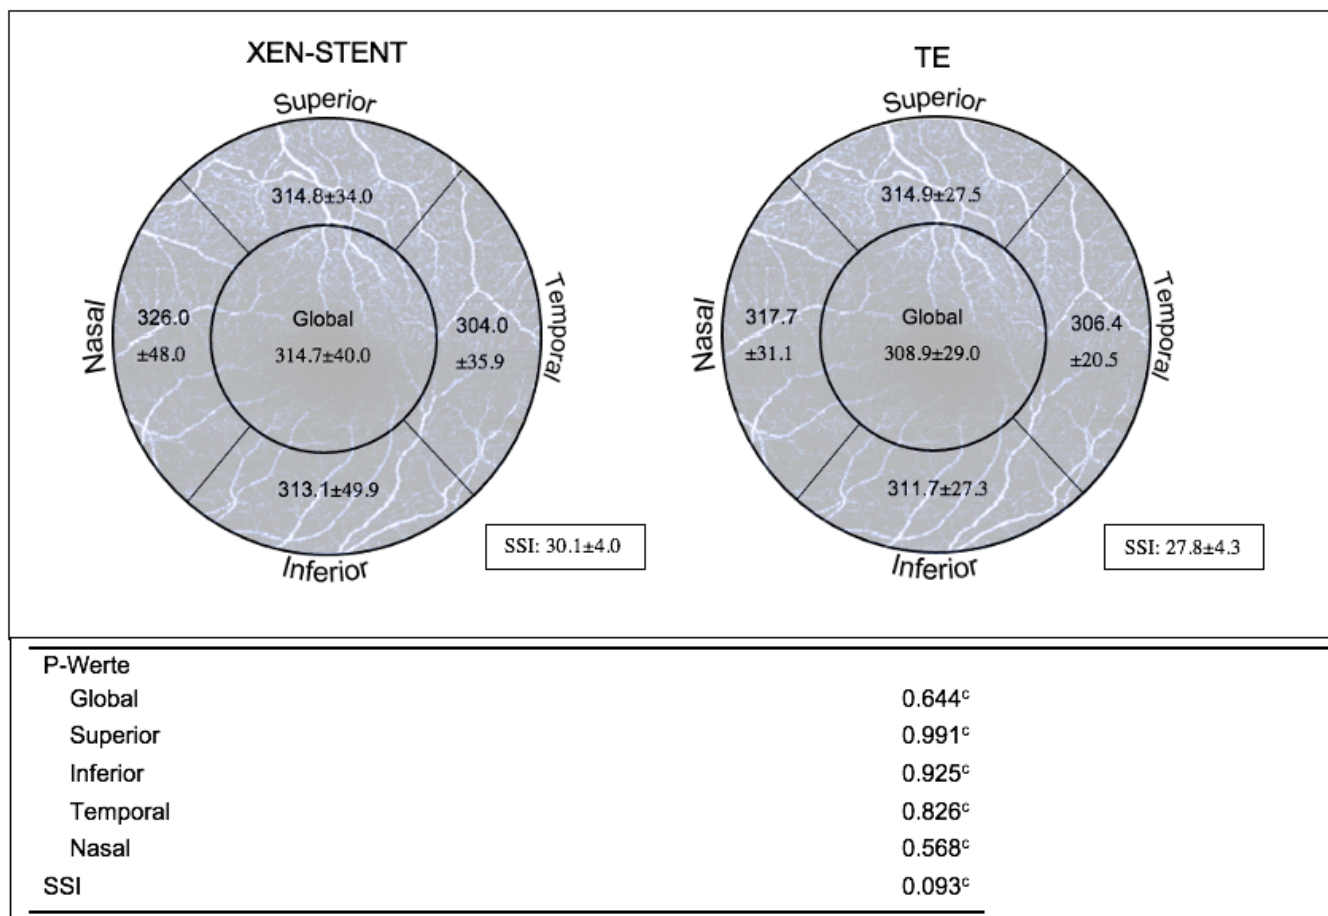 XEN-STENT
Superior
314.8±34.0
Nasal
326.0
±48.0
Global
314.7±40.0
304.0
±35.9
Temporal
313.1±49.9
Inferior
SSI: 30.1±4.0
TE
Superior
314.9±27.5
Nasal
317.7
±31.1
Global
308.9±29.0
306.4
±20.5
Temporal
311.7±27.3
Inferior
SSI: 27.8±4.3
P-Werte
Global 0.644ᶜ
Superior 0.991ᶜ
Inferior 0.925ᶜ
Temporal 0.826ᶜ
Nasal 0.568ᶜ
SSI 0.093ᶜ